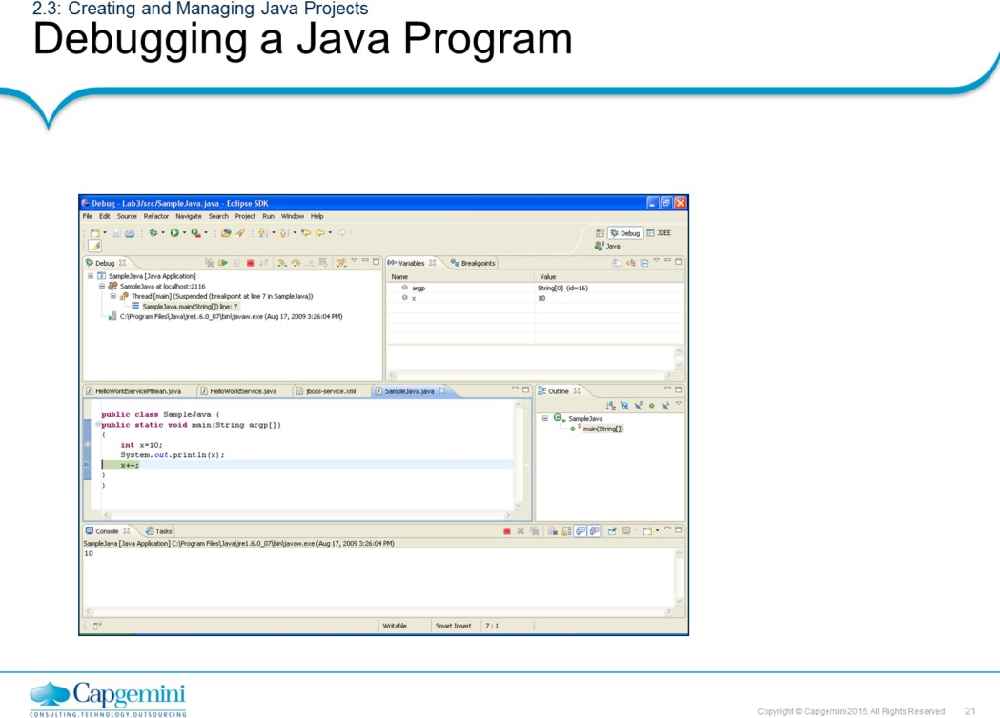 2.3: Creating and Managing Java Projects
Debugging a Java Program
Debug - Lab3/src/SampleJava.java - Eclipse SDK
File Edit Source Refactor Navigate Search Project Run Window Help
Debug J2EE
Java
Debug
SampleJava [Java Application]
SampleJava at localhost:2116
Thread [main] (Suspended (breakpoint at line 7 in SampleJava))
SampleJava.main(String[]) line: 7
C:\Program Files\Java\jre1.6.0_07\bin\javaw.exe (Aug 17, 2009 3:26:04 PM)
Variables Breakpoints
Name Value
argp String[0] (id=16)
x 10
HelloWorldServiceMBean.java HelloWorldService.java jboss-service.xml SampleJava.java
public class SampleJava {
public static void main(String argp[])
{
int x=10;
System.out.println(x);
x++;
}
}
Outline
SampleJava
main(String[])
Console Tasks
SampleJava [Java Application] C:\Program Files\Java\jre1.6.0_07\bin\javaw.exe (Aug 17, 2009 3:26:04 PM)
10
Writable Smart Insert 7 : 1
Capgemini
CONSULTING.TECHNOLOGY.OUTSOURCING
Copyright © Capgemini 2015. All Rights Reserved 21